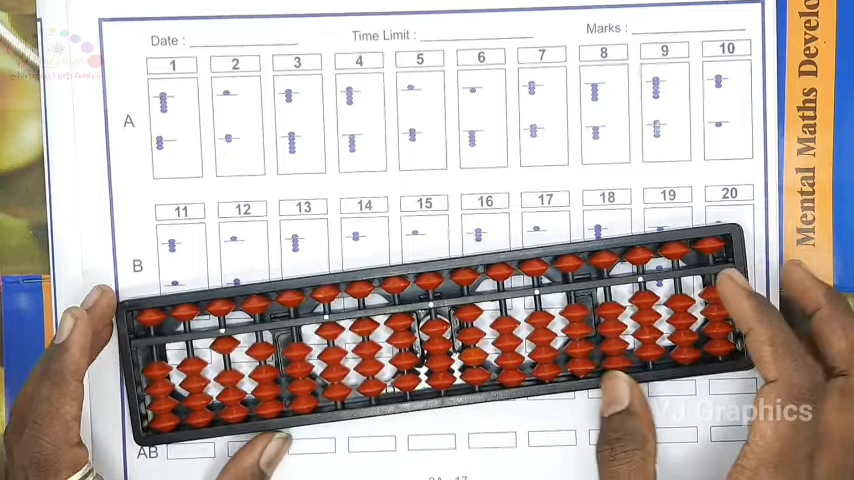 Date : Time Limit : Marks :
1 2 3 4 5 6 7 8 9 10
A
11 12 13 14 15 16 17 18 19 20
B
VJ Graphics
AB
Mental Maths Develo